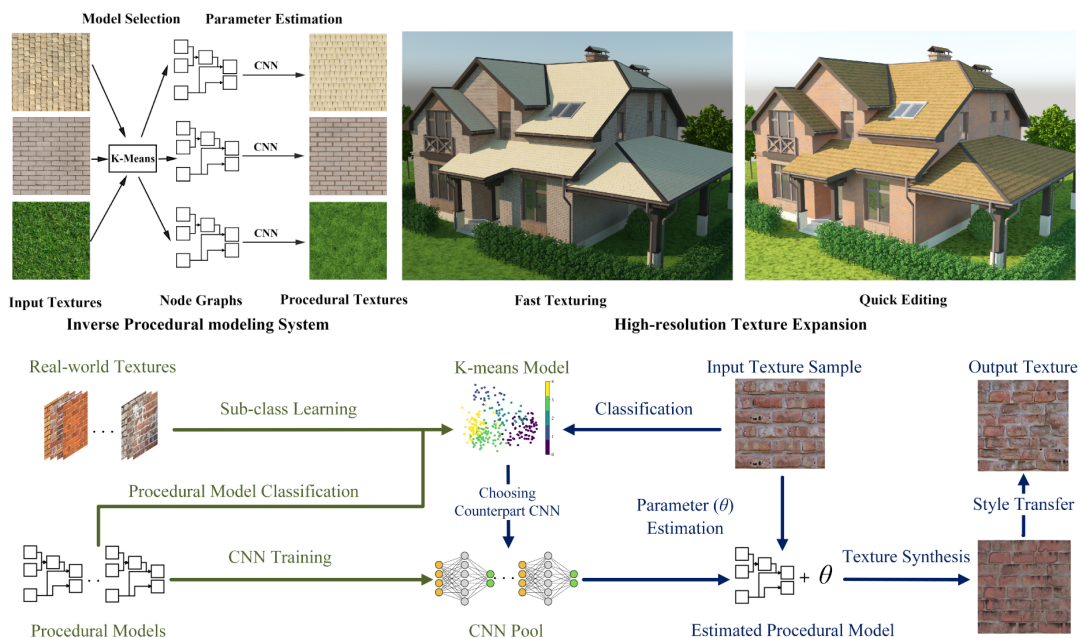 Model Selection
Parameter Estimation
K-Means
CNN
CNN
CNN
Input Textures
Node Graphs
Procedural Textures
Fast Texturing
Quick Editing
Inverse Procedural modeling System
High-resolution Texture Expansion
Real-world Textures
K-means Model
Input Texture Sample
Output Texture
Sub-class Learning
Classification
Procedural Model Classification
Choosing
Counterpart CNN
Parameter (θ)
Estimation
Style Transfer
CNN Training
+ θ
Texture Synthesis
Procedural Models
CNN Pool
Estimated Procedural Model